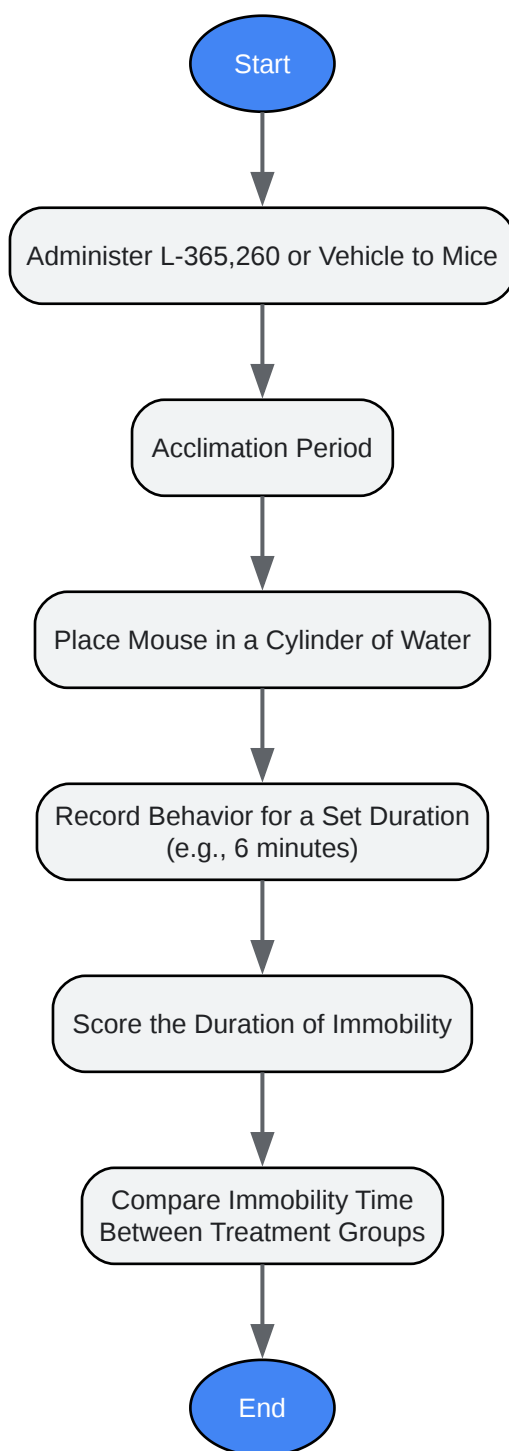 Start
Administer L-365,260 or Vehicle to Mice
Acclimation Period
Place Mouse in a Cylinder of Water
Record Behavior for a Set Duration
(e.g., 6 minutes)
Score the Duration of Immobility
Compare Immobility Time
Between Treatment Groups
End